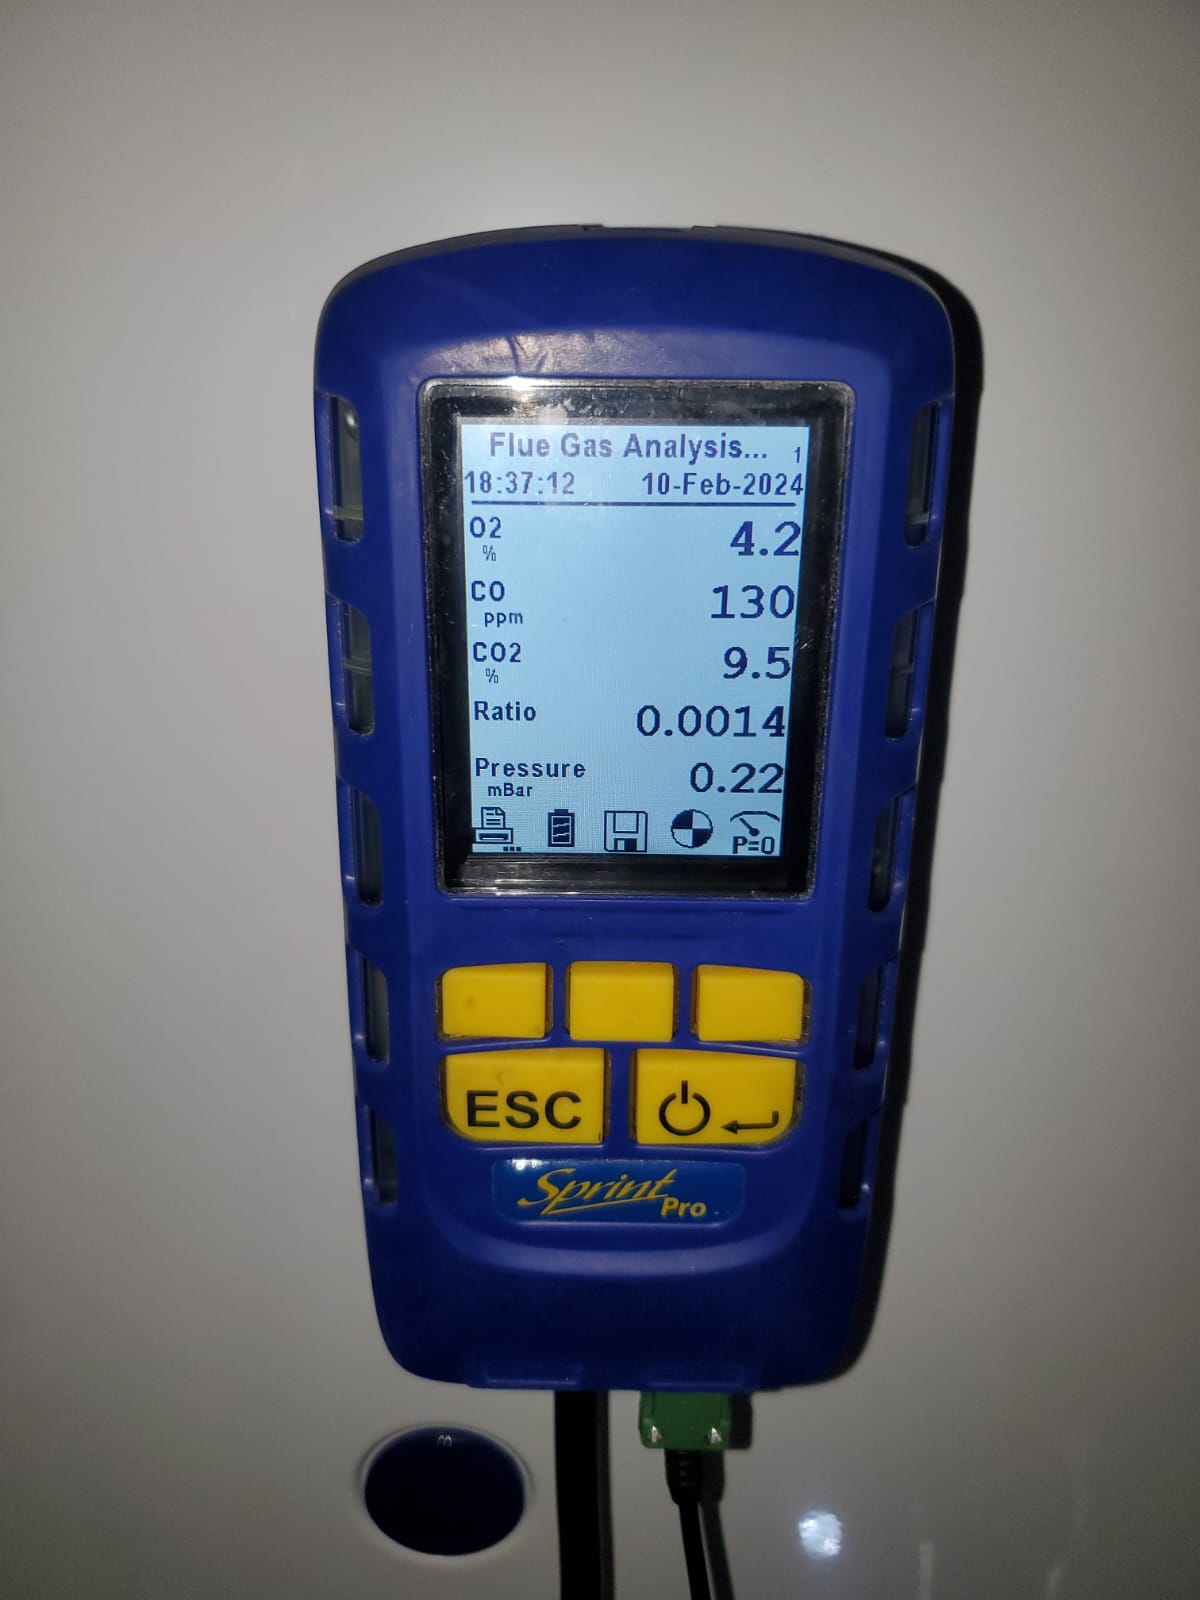 Flue Gas Analysis... 1
18:37:12 10-Feb-2024
O2 % 4.2
CO ppm 130
CO2 % 9.5
Ratio 0.0014
Pressure mBar 0.22
P=0
ESC
Sprint Pro